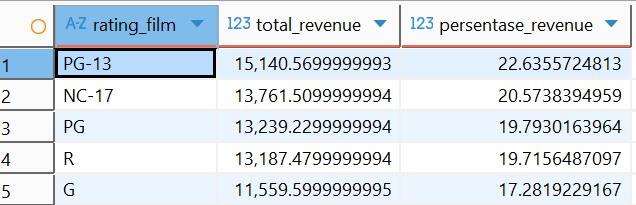 A-Z rating_film 123 total_revenue 123 persentase_revenue
1 PG-13 15,140.5699999993 22.6355724813
2 NC-17 13,761.5099999994 20.5738394959
3 PG 13,239.2299999994 19.7930163964
4 R 13,187.4799999994 19.7156487097
5 G 11,559.5999999995 17.2819229167